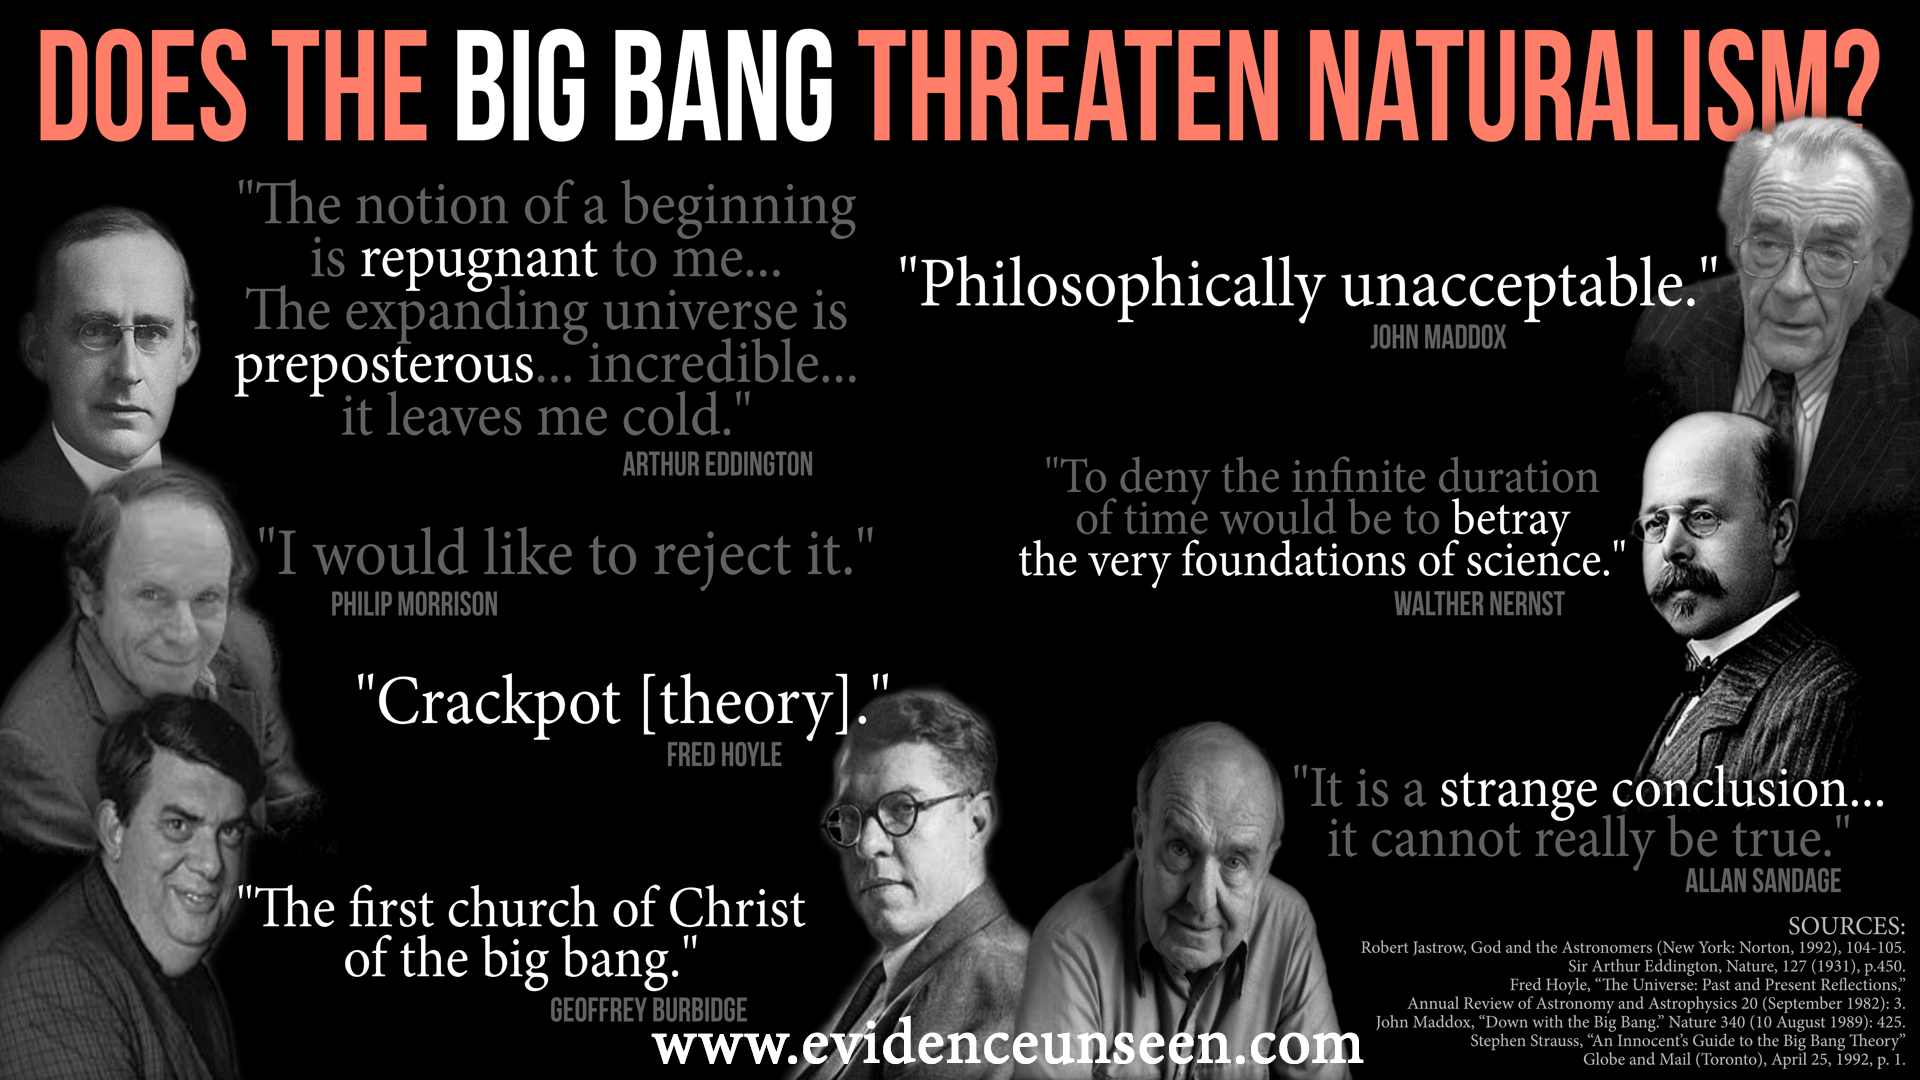 DOES THE BIG BANG THREATEN NATURALISM?
"The notion of a beginning
is repugnant to me...
The expanding universe is
preposterous... incredible...
it leaves me cold."
ARTHUR EDDINGTON
"Philosophically unacceptable."
JOHN MADDOX
"I would like to reject it."
PHILIP MORRISON
"To deny the infinite duration
of time would be to betray
the very foundations of science."
WALTHER NERNST
"Crackpot [theory]."
FRED HOYLE
"It is a strange conclusion...
it cannot really be true."
ALLAN SANDAGE
"The first church of Christ
of the big bang."
GEOFFREY BURBIDGE
www.evidenceunseen.com
SOURCES:
Robert Jastrow, God and the Astronomers (New York: Norton, 1992), 104-105.
Sir Arthur Eddington, Nature, 127 (1931), p.450.
Fred Hoyle, “The Universe: Past and Present Reflections,”
Annual Review of Astronomy and Astrophysics 20 (September 1982): 3.
John Maddox, “Down with the Big Bang.” Nature 340 (10 August 1989): 425.
Stephen Strauss, “An Innocent’s Guide to the Big Bang Theory”
Globe and Mail (Toronto), April 25, 1992, p. 1.